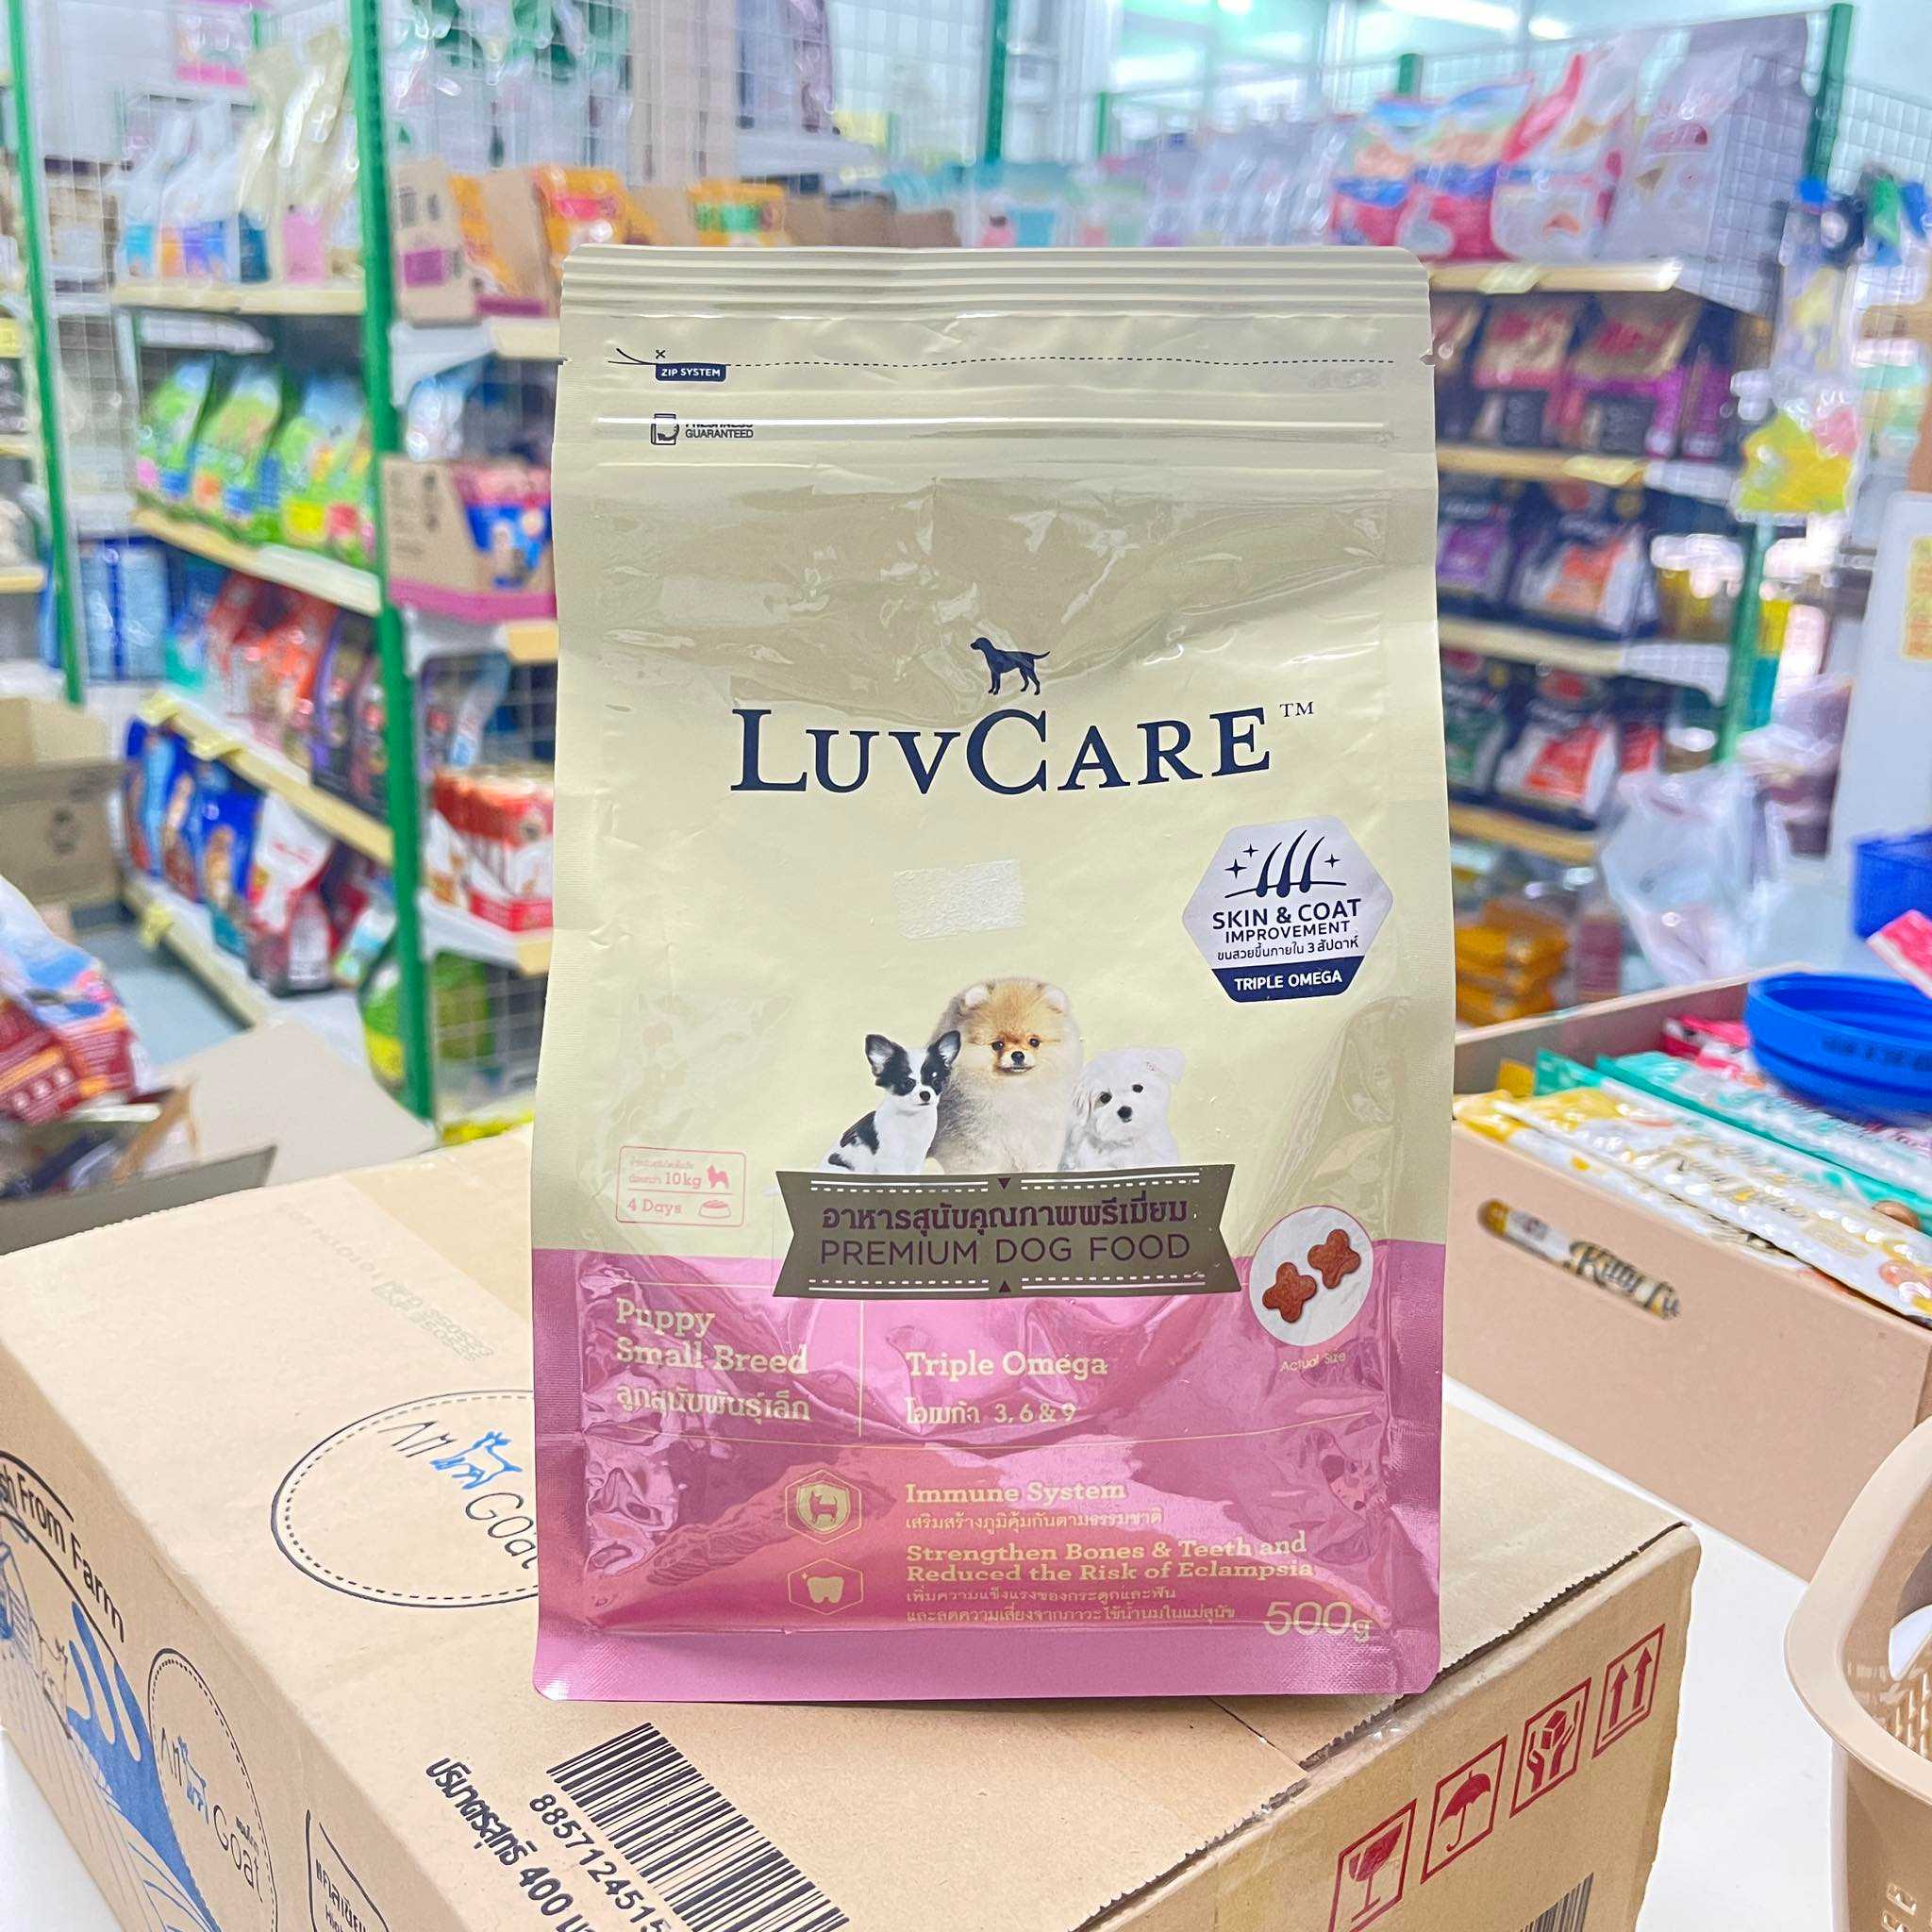 ZIP SYSTEM
FRESHNESS
GUARANTEED
LUVCARE™
SKIN & COAT
IMPROVEMENT
ขนสวยขึ้นภายใน 3 สัปดาห์
TRIPLE OMEGA
10kg
4 Days
อาหารสุนัขคุณภาพพรีเมี่ยม
PREMIUM DOG FOOD
Puppy
Small Breed
ลูกสุนัขพันธุ์เล็ก
Triple Omega
โอเมก้า 3, 6 & 9
Actual Size
Immune System
เสริมสร้างภูมิคุ้มกันตามธรรมชาติ
Strengthen Bones & Teeth and
Reduced the Risk of Eclampsia
เพิ่มความแข็งแรงของกระดูกและฟัน
และลดความเสี่ยงจากภาวะไข้น้ำนมในแม่สุนัข
500g
Goat
From Farm
Goat
8857124515
ปริมาตรสุทธิ 400